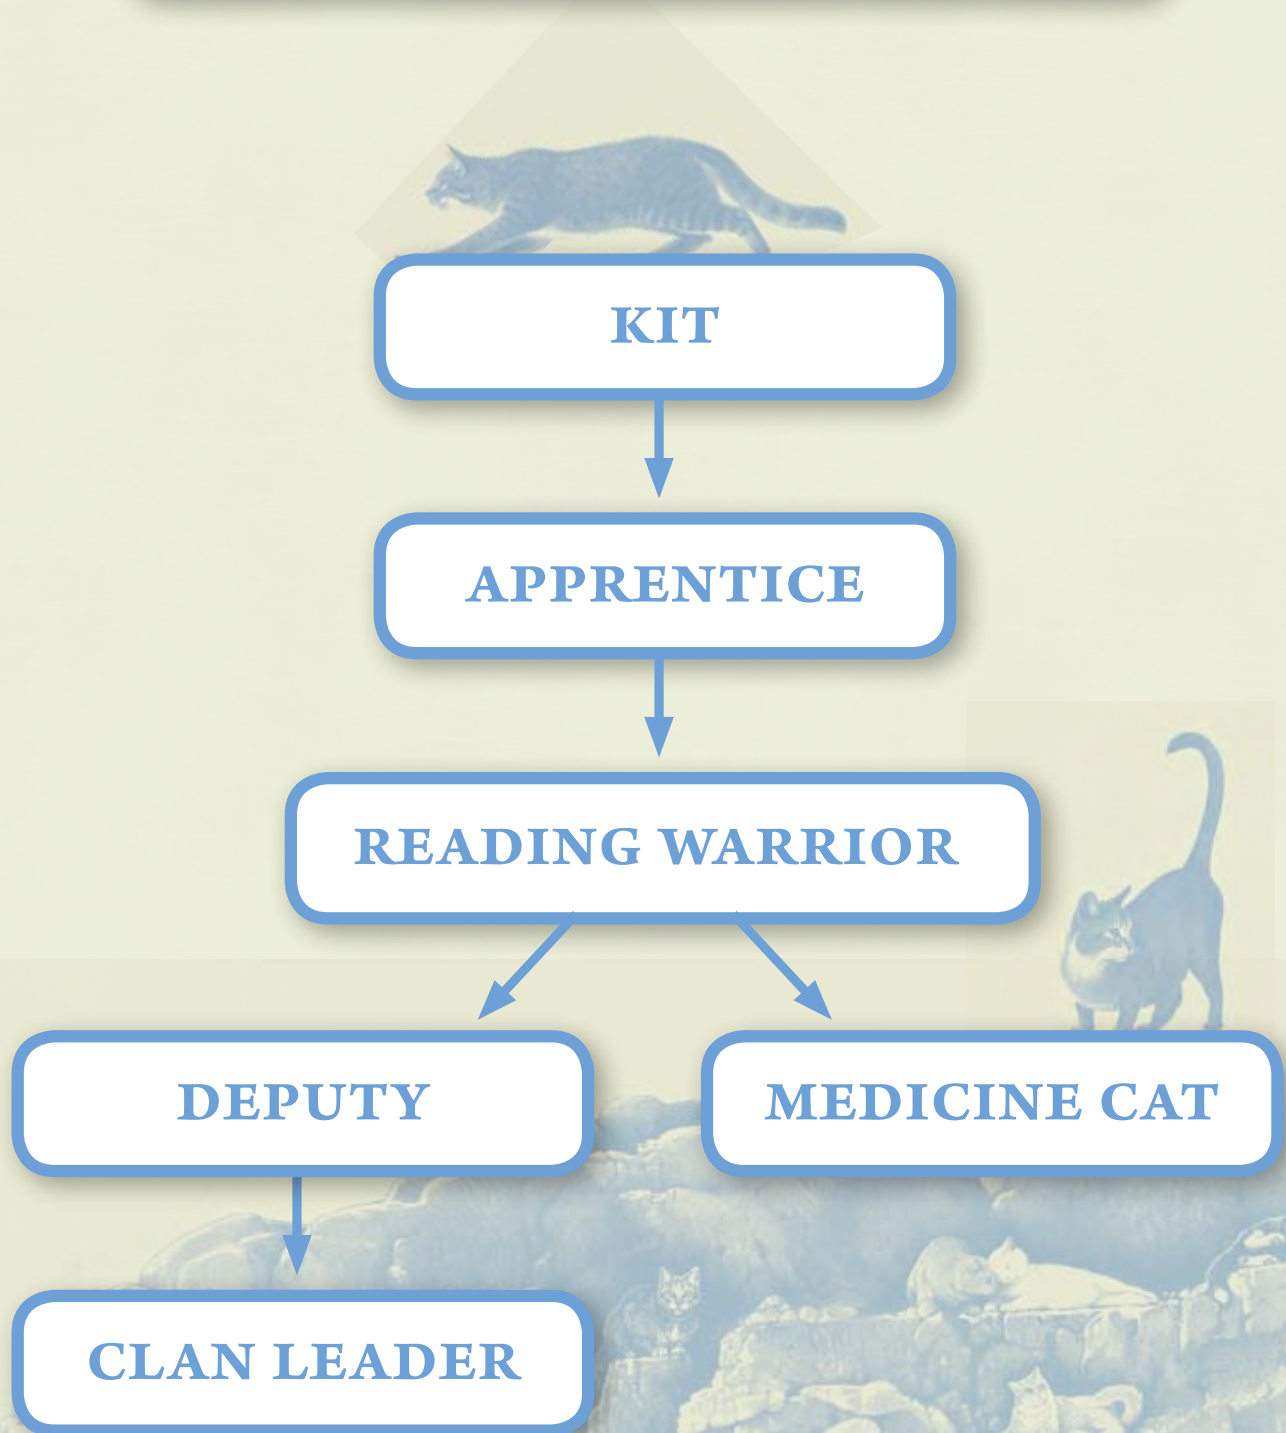 KIT
APPRENTICE
READING WARRIOR
DEPUTY
MEDICINE CAT
CLAN LEADER